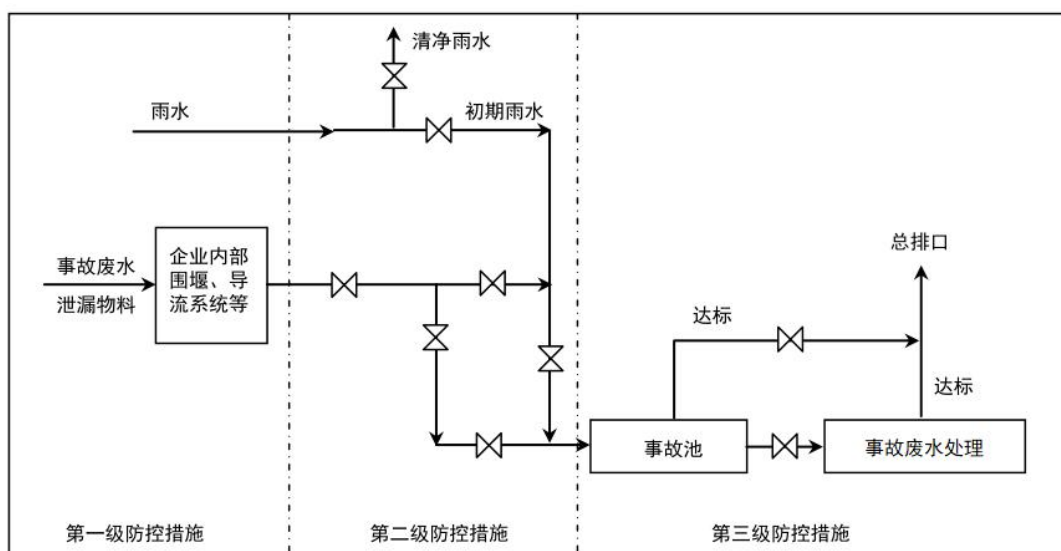 清净雨水
雨水
初期雨水
事故废水
泄漏物料
企业内部
围堰、导
流系统等
总排口
达标
达标
事故池
事故废水处理
第一级防控措施
第二级防控措施
第三级防控措施